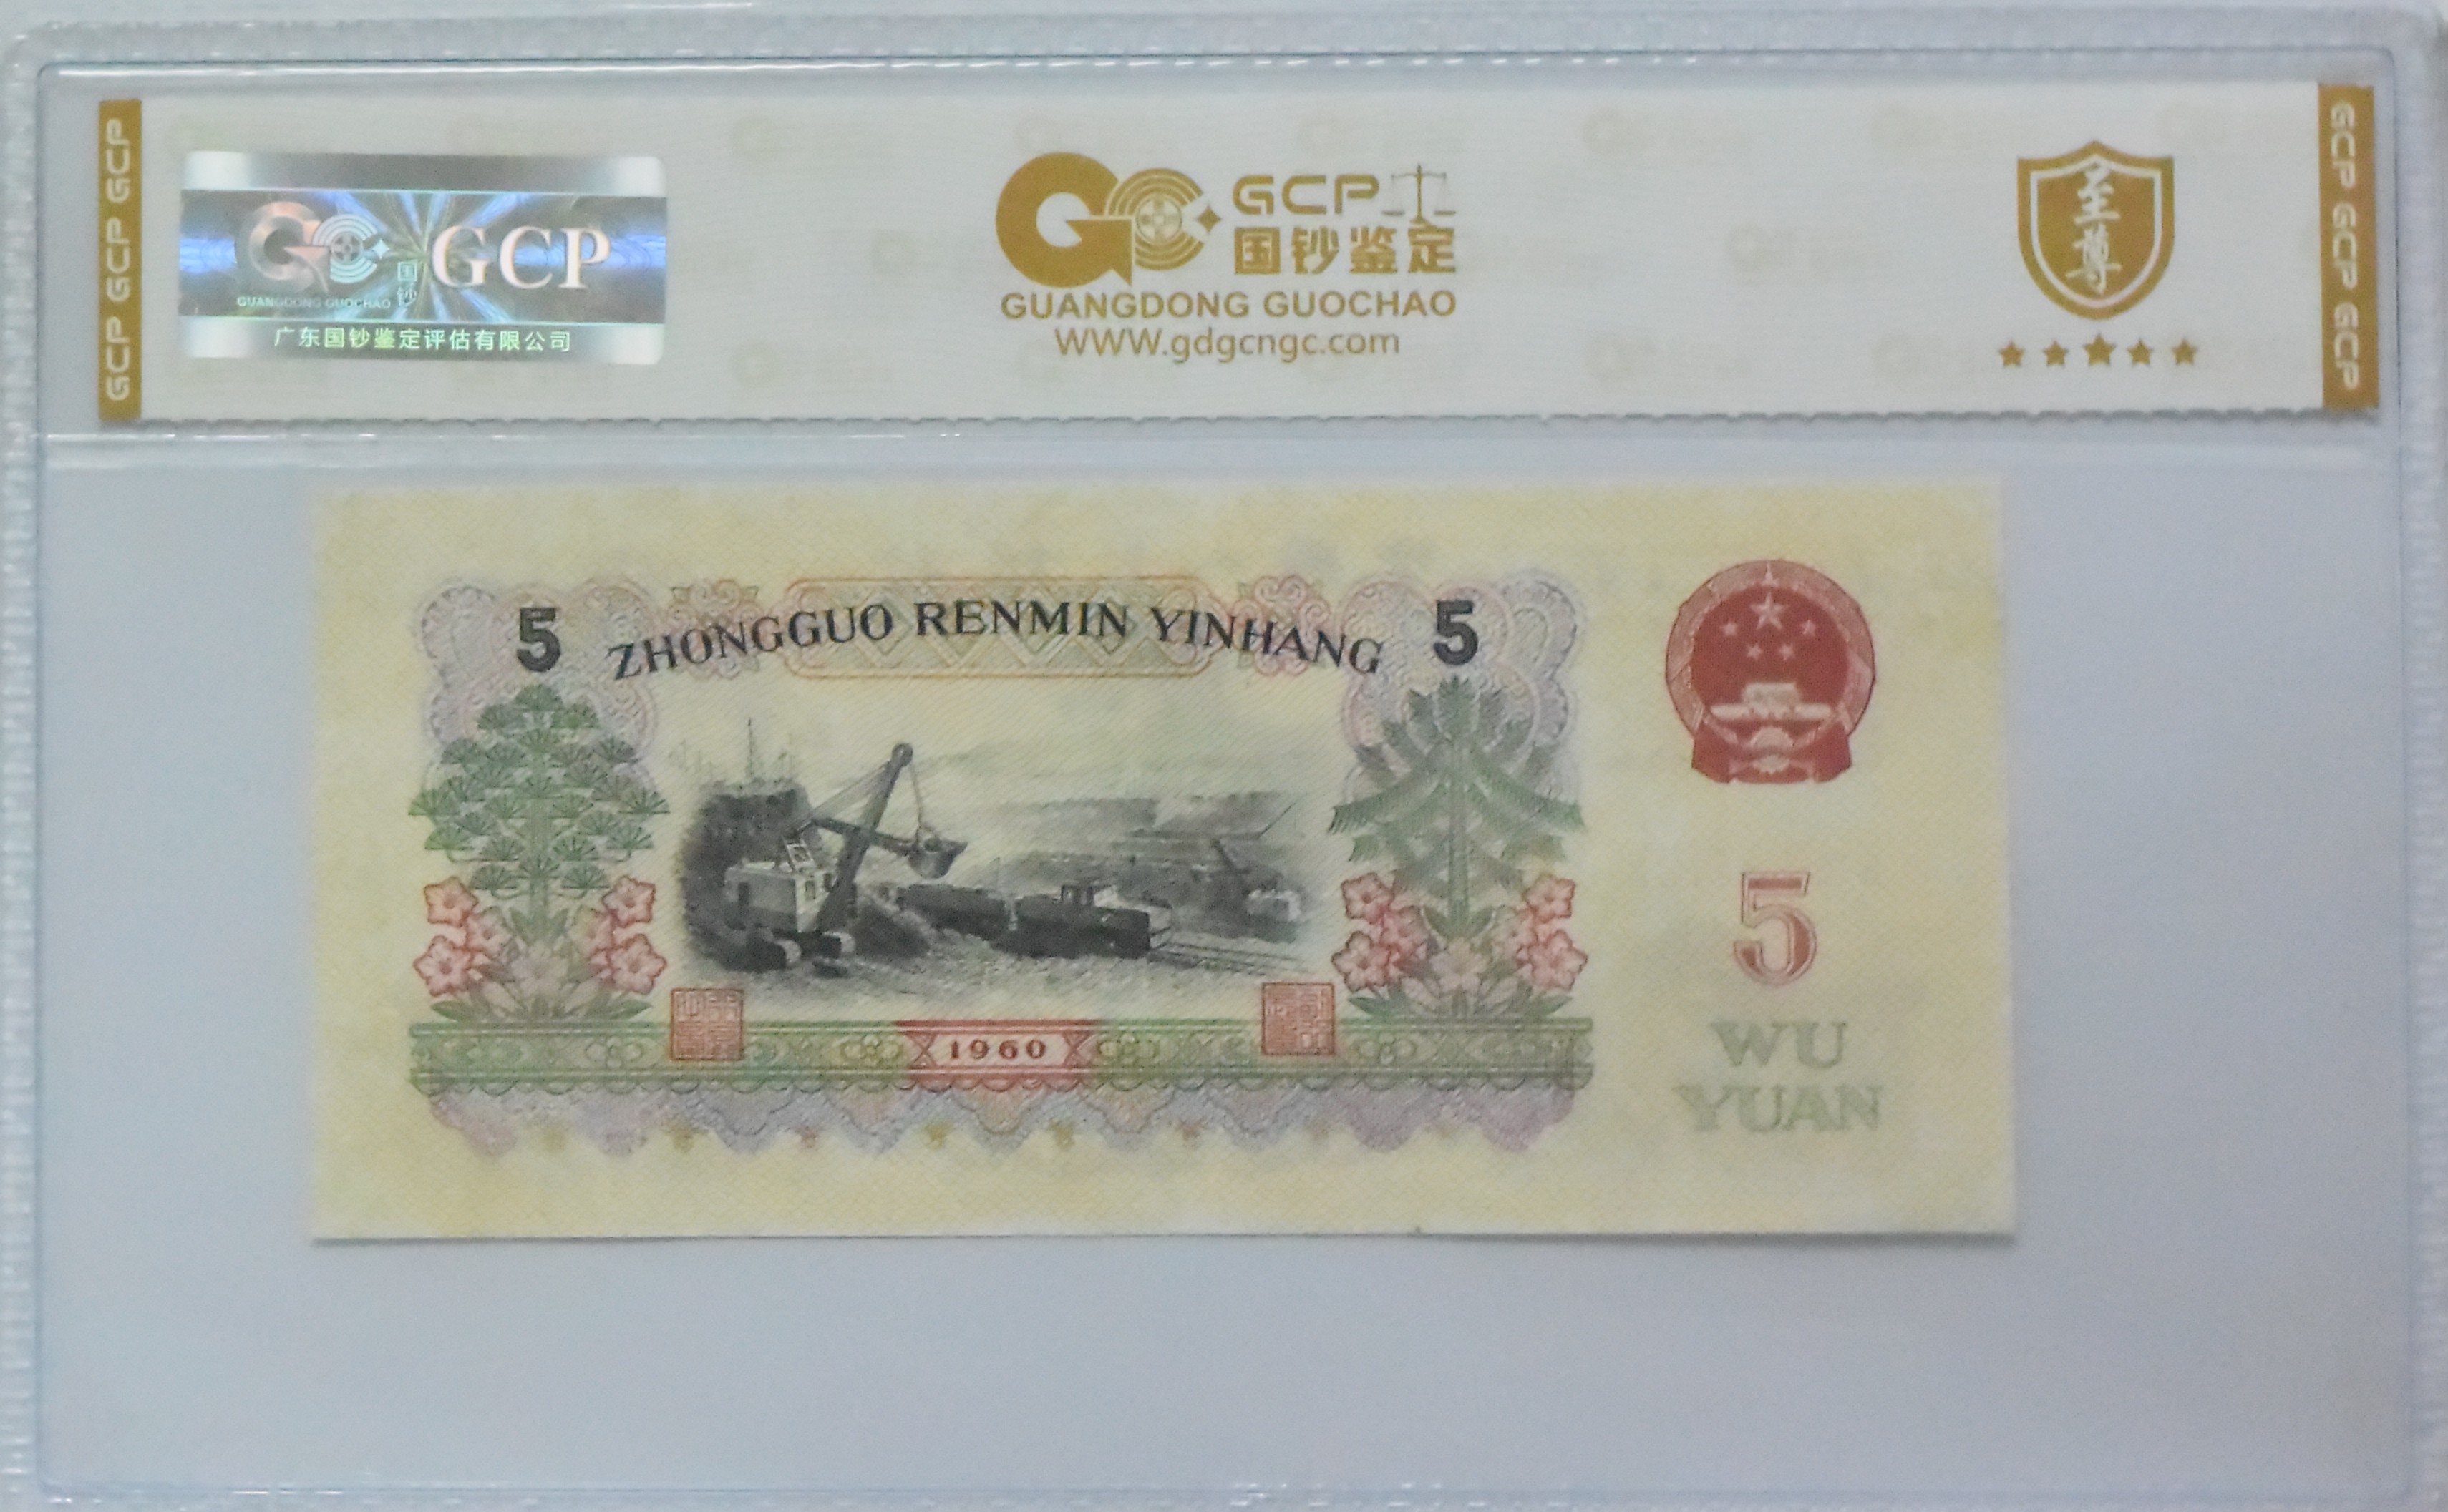 GCP GCP GCP
GUANGDONG GUOCHAO
国钞
GCP
广东国钞鉴定评估有限公司
GCP
国钞鉴定
GUANGDONG GUOCHAO
WWW.gdgcngc.com
至尊
GCP GCP GCP
5
ZHONGGUO RENMIN YINHANG
5
1960
5
WU
YUAN